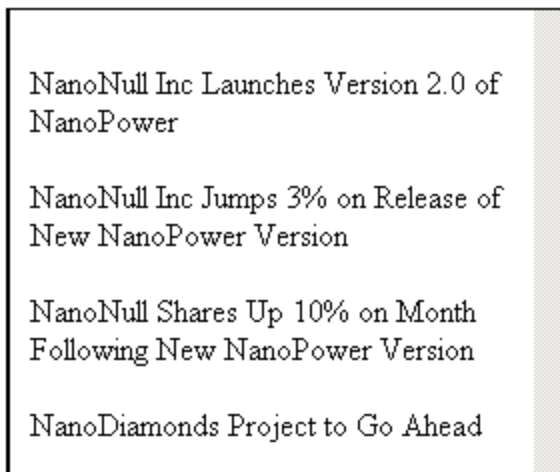 NanoNull Inc Launches Version 2.0 of
NanoPower
NanoNull Inc Jumps 3% on Release of
New NanoPower Version
NanoNull Shares Up 10% on Month
Following New NanoPower Version
NanoDiamonds Project to Go Ahead